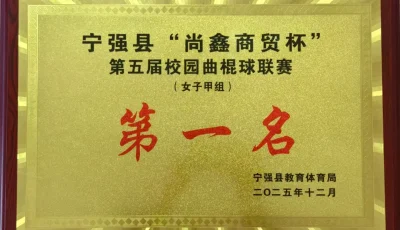 宁强县“尚鑫商贸杯”
第五届校园曲棍球联赛
（女子甲组）
第一名
宁强县教育体育局
二〇二五年十二月